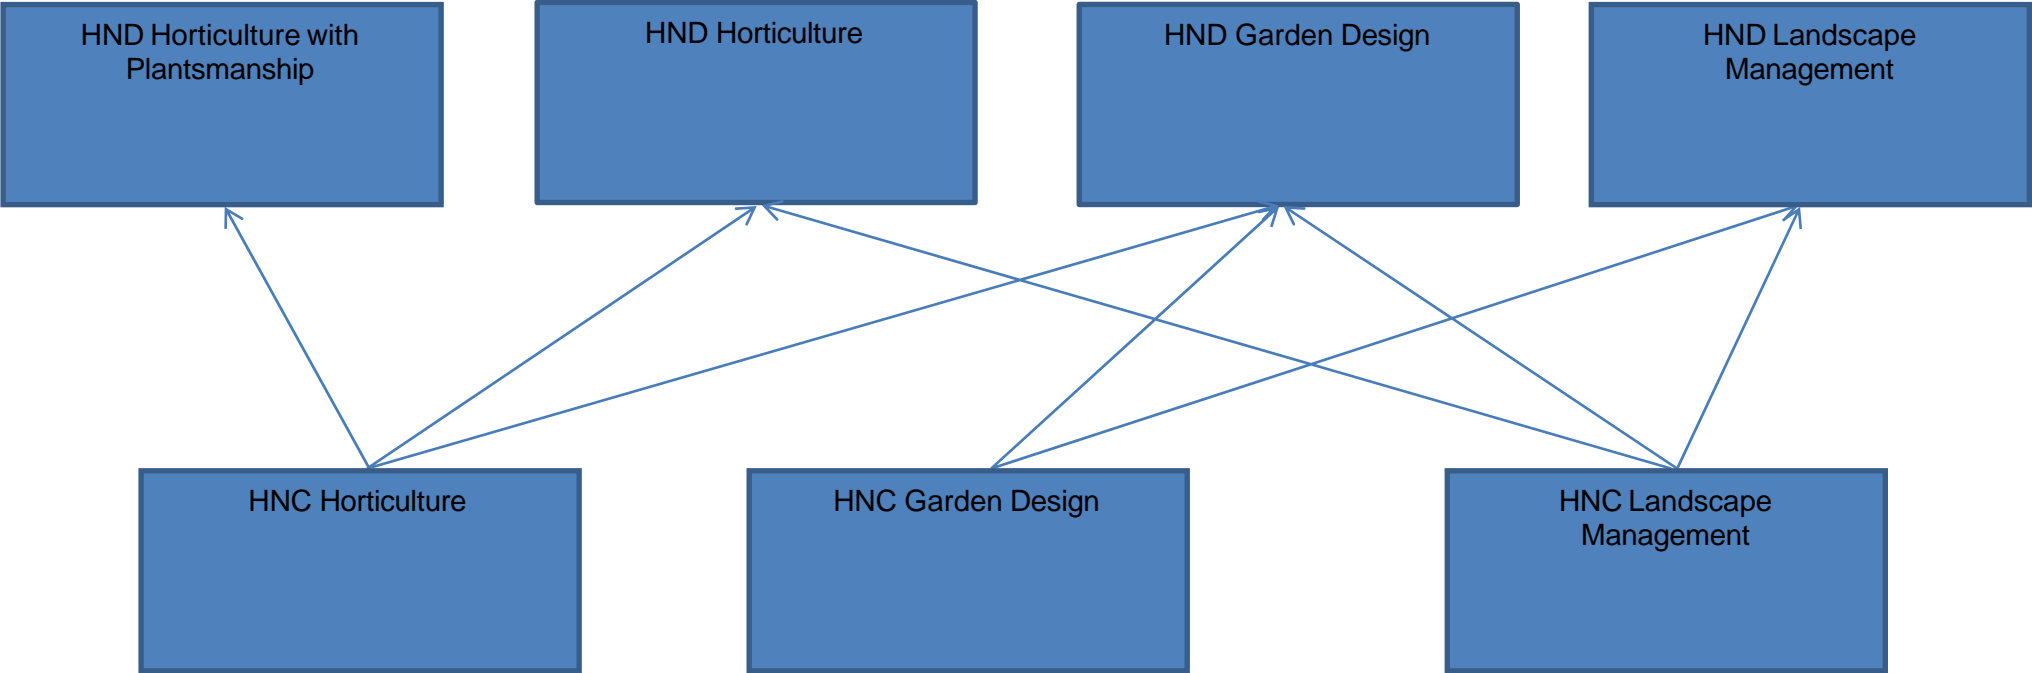 HND Horticulture with
Plantsmanship
HND Horticulture
HND Garden Design
HND Landscape
Management
HNC Horticulture
HNC Garden Design
HNC Landscape
Management